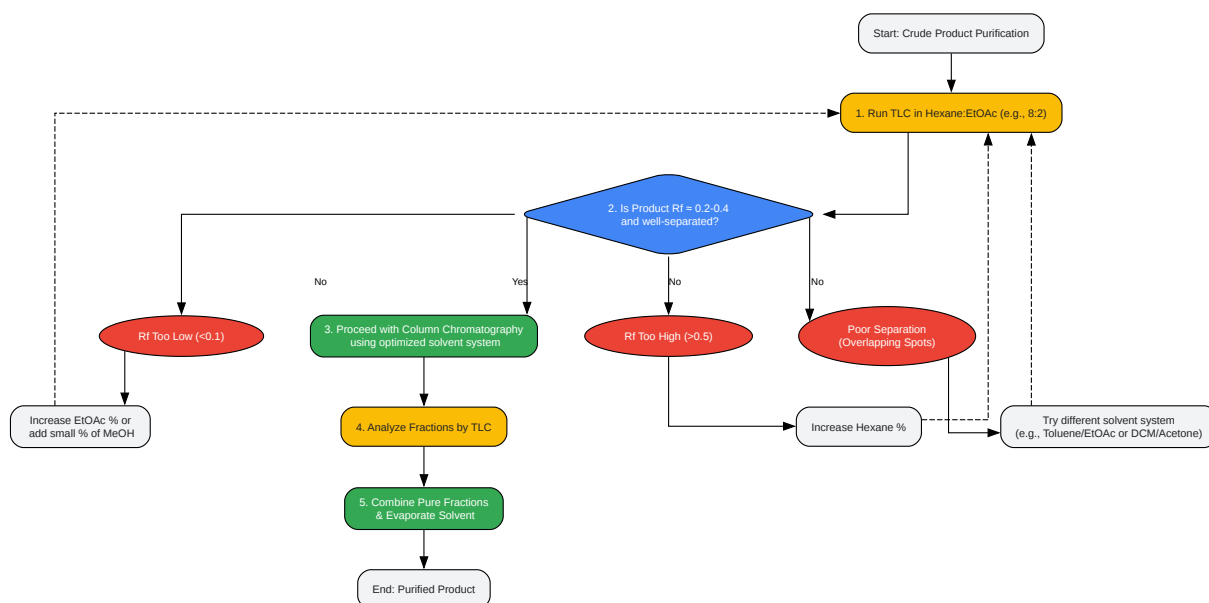 Start: Crude Product Purification
1. Run TLC in Hexane:EtOAc (e.g., 8:2)
2. Is Product Rf ≈ 0.2-0.4
and well-separated?
No
Yes
No
No
Rf Too Low (<0.1)
3. Proceed with Column Chromatography
using optimized solvent system
Rf Too High (>0.5)
Poor Separation
(Overlapping Spots)
Increase EtOAc % or
add small % of MeOH
4. Analyze Fractions by TLC
Increase Hexane %
Try different solvent system
(e.g., Toluene/EtOAc or DCM/Acetone)
5. Combine Pure Fractions
& Evaporate Solvent
End: Purified Product